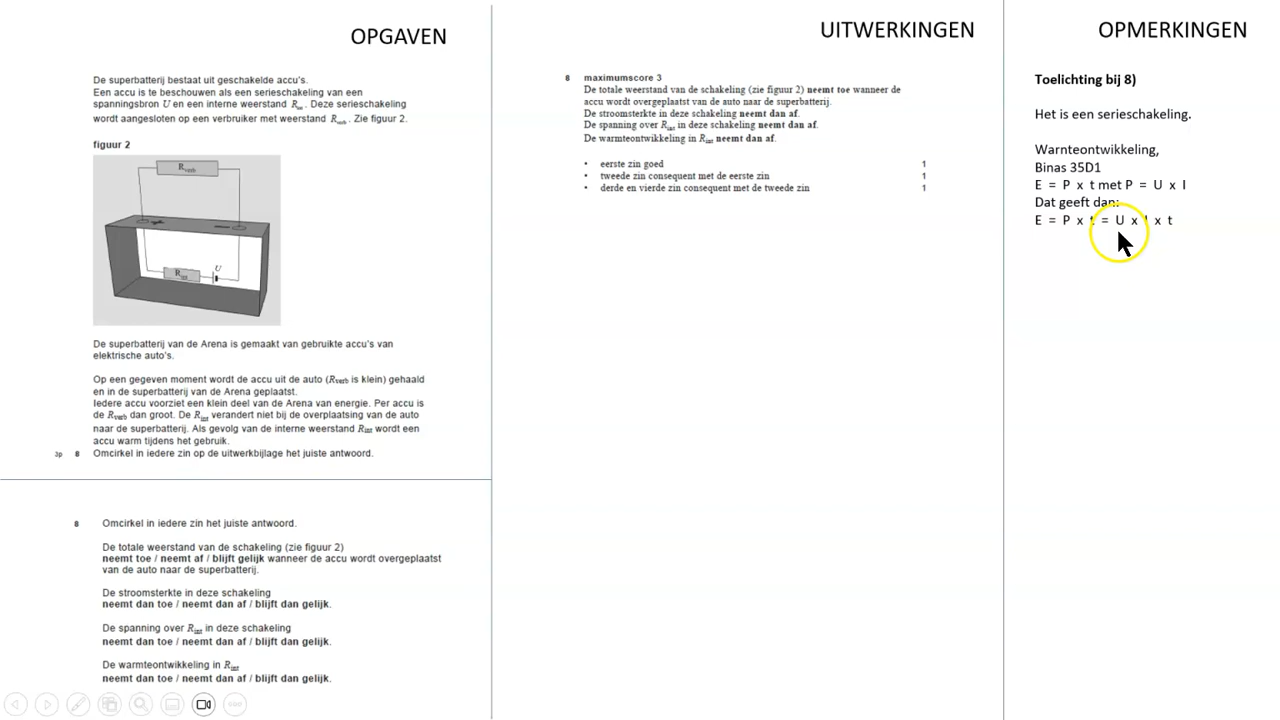 OPGAVEN
De superbatterij bestaat uit geschakelde accu's.
Een accu is te beschouwen als een serieschakeling van een
spanningsbron U en een interne weerstand Rint. Deze serieschakeling
wordt aangesloten op een verbruiker met weerstand Rverb. Zie figuur 2.
figuur 2
Rverb
+
−
Rint
U
De superbatterij van de Arena is gemaakt van gebruikte accu's van
elektrische auto's.
Op een gegeven moment wordt de accu uit de auto (Rverb is klein) gehaald
en in de superbatterij van de Arena geplaatst.
Iedere accu voorziet een klein deel van de Arena van energie. Per accu is
de Rverb dan groot. De Rint verandert niet bij de overplaatsing van de auto
naar de superbatterij. Als gevolg van de interne weerstand Rint wordt een
accu warm tijdens het gebruik.
3p 8 Omcirkel in iedere zin op de uitwerkbijlage het juiste antwoord.
8 Omcirkel in iedere zin het juiste antwoord.
De totale weerstand van de schakeling (zie figuur 2)
neemt toe / neemt af / blijft gelijk wanneer de accu wordt overgeplaatst
van de auto naar de superbatterij.
De stroomsterkte in deze schakeling
neemt dan toe / neemt dan af / blijft dan gelijk.
De spanning over Rint in deze schakeling
neemt dan toe / neemt dan af / blijft dan gelijk.
De warmteontwikkeling in Rint
neemt dan toe / neemt dan af / blijft dan gelijk.
UITWERKINGEN
8 maximumscore 3
De totale weerstand van de schakeling (zie figuur 2) neemt toe wanneer de
accu wordt overgeplaatst van de auto naar de superbatterij.
De stroomsterkte in deze schakeling neemt dan af.
De spanning over Rint in deze schakeling neemt dan af.
De warmteontwikkeling in Rint neemt dan af.
• eerste zin goed 1
• tweede zin consequent met de eerste zin 1
• derde en vierde zin consequent met de tweede zin 1
OPMERKINGEN
Toelichting bij 8)
Het is een serieschakeling.
Warnteontwikkeling,
Binas 35D1
E = P x t met P = U x I
Dat geeft dan:
E = P x t = U x I x t